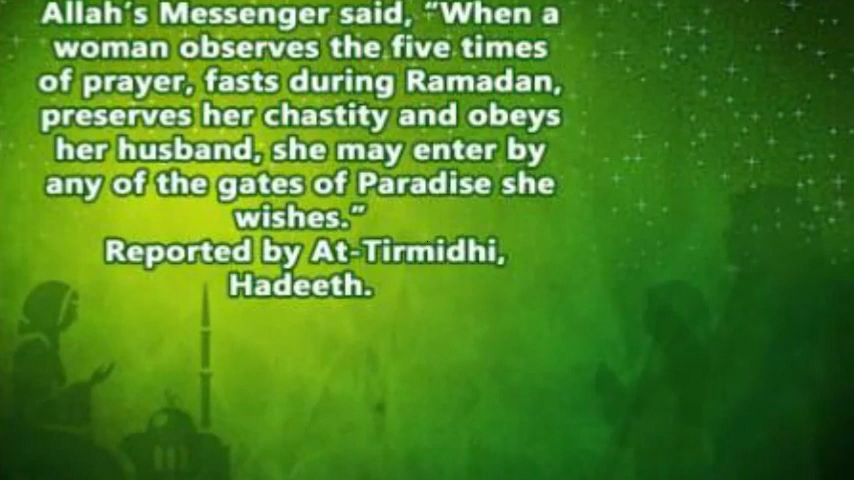 Allah's Messenger said, “When a
woman observes the five times
of prayer, fasts during Ramadan,
preserves her chastity and obeys
her husband, she may enter by
any of the gates of Paradise she
wishes.”
Reported by At-Tirmidhi,
Hadeeth.